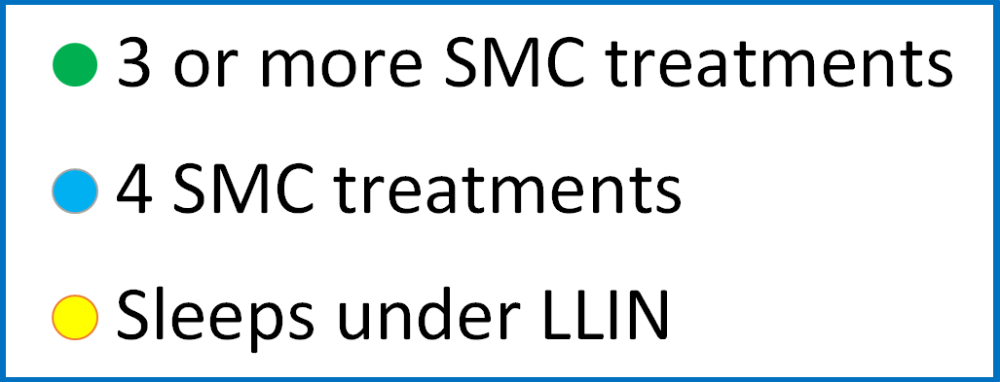 3 or more SMC treatments
4 SMC treatments
Sleeps under LLIN